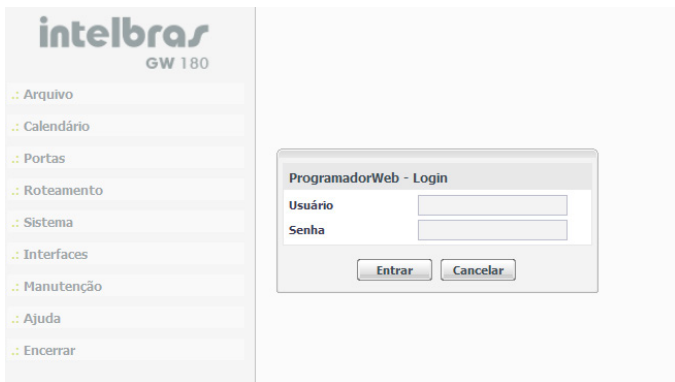 intelbras
GW 180
.: Arquivo
.: Calendário
.: Portas
.: Roteamento
.: Sistema
.: Interfaces
.: Manutenção
.: Ajuda
.: Encerrar
ProgramadorWeb - Login
Usuário
Senha
Entrar Cancelar